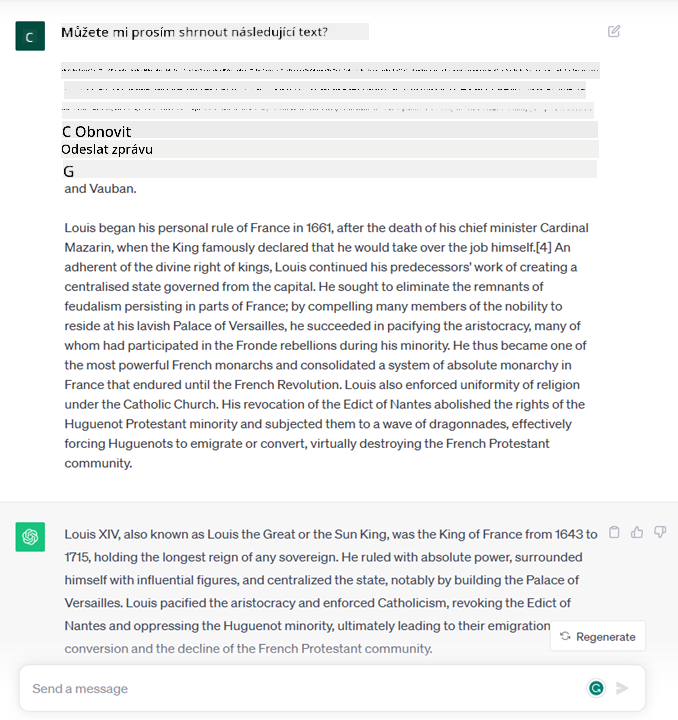 C
Můžete mi prosím shrnout následující text?
C Obnovit
Odeslat zprávu
G
and Vauban.
Louis began his personal rule of France in 1661, after the death of his chief minister Cardinal
Mazarin, when the King famously declared that he would take over the job himself.[4] An
adherent of the divine right of kings, Louis continued his predecessors' work of creating a
centralised state governed from the capital. He sought to eliminate the remnants of
feudalism persisting in parts of France; by compelling many members of the nobility to
reside at his lavish Palace of Versailles, he succeeded in pacifying the aristocracy, many of
whom had participated in the Fronde rebellions during his minority. He thus became one of
the most powerful French monarchs and consolidated a system of absolute monarchy in
France that endured until the French Revolution. Louis also enforced uniformity of religion
under the Catholic Church. His revocation of the Edict of Nantes abolished the rights of the
Huguenot Protestant minority and subjected them to a wave of dragonnades, effectively
forcing Huguenots to emigrate or convert, virtually destroying the French Protestant
community.
Louis XIV, also known as Louis the Great or the Sun King, was the King of France from 1643 to
1715, holding the longest reign of any sovereign. He ruled with absolute power, surrounded
himself with influential figures, and centralized the state, notably by building the Palace of
Versailles. Louis pacified the aristocracy and enforced Catholicism, revoking the Edict of
Nantes and oppressing the Huguenot minority, ultimately leading to their emigration
Regenerate
conversion and the decline of the French Protestant community.
Send a message